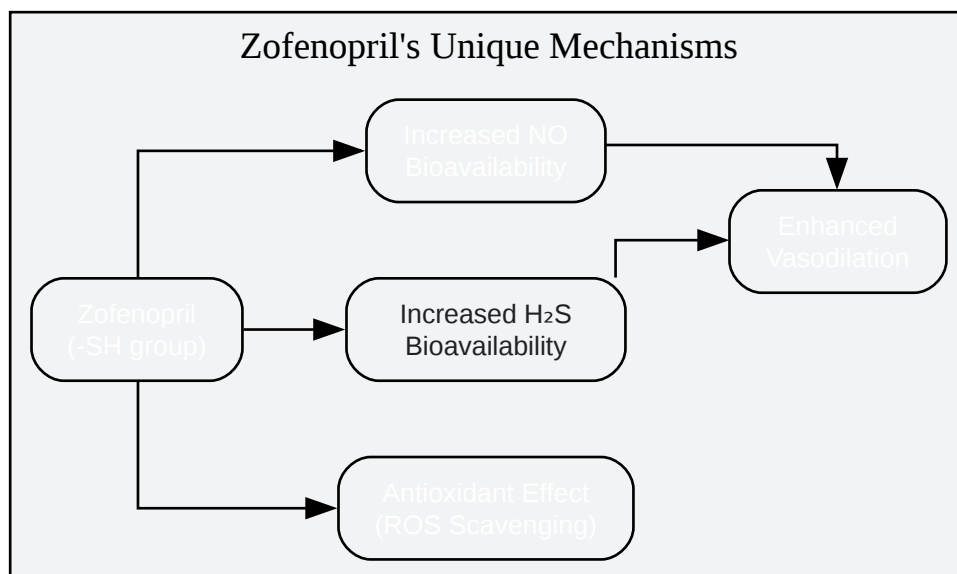 Zofenopril's Unique Mechanisms
Increased NO
Bioavailability
Enhanced
Vasodilation
Zofenopril
(-SH group)
Increased H₂S
Bioavailability
Antioxidant Effect
(ROS Scavenging)